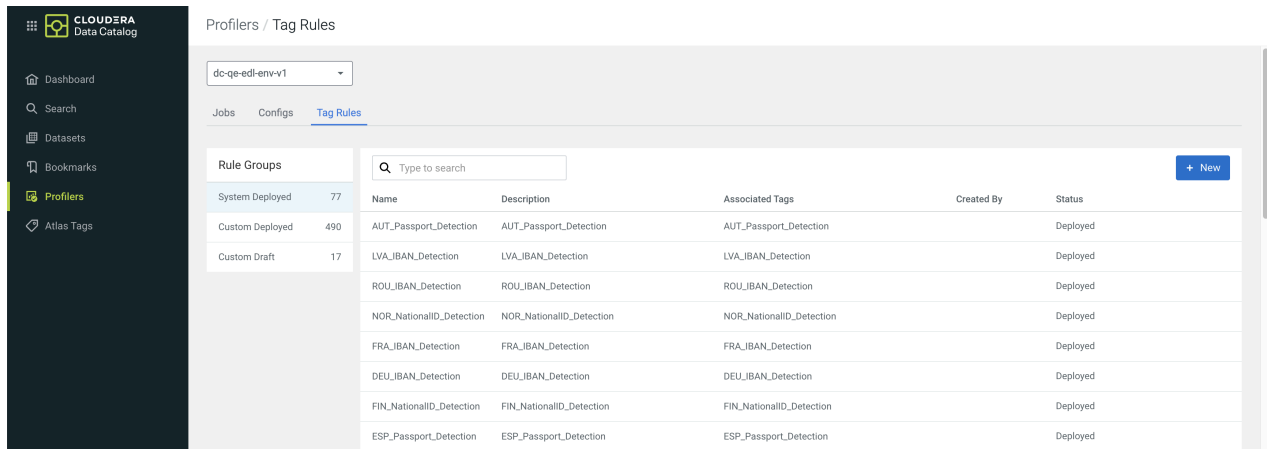 CLOUDERA
Data Catalog
Profilers / Tag Rules
Dashboard
Search
Datasets
Bookmarks
Profilers
Atlas Tags
dc-qe-edl-env-v1
Jobs Configs Tag Rules
Rule Groups
System Deployed 77
Custom Deployed 490
Custom Draft 17
Type to search
+ New
Name Description Associated Tags Created By Status
AUT_Passport_Detection AUT_Passport_Detection AUT_Passport_Detection Deployed
LVA_IBAN_Detection LVA_IBAN_Detection LVA_IBAN_Detection Deployed
ROU_IBAN_Detection ROU_IBAN_Detection ROU_IBAN_Detection Deployed
NOR_NationalID_Detection NOR_NationalID_Detection NOR_NationalID_Detection Deployed
FRA_IBAN_Detection FRA_IBAN_Detection FRA_IBAN_Detection Deployed
DEU_IBAN_Detection DEU_IBAN_Detection DEU_IBAN_Detection Deployed
FIN_NationalID_Detection FIN_NationalID_Detection FIN_NationalID_Detection Deployed
ESP_Passport_Detection ESP_Passport_Detection ESP_Passport_Detection Deployed